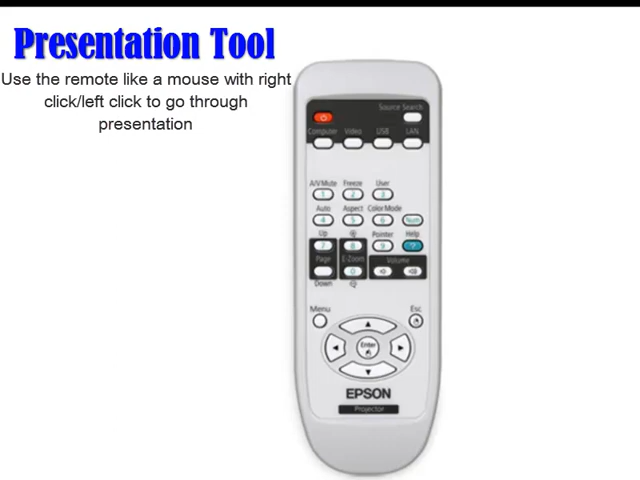 Presentation Tool
Use the remote like a mouse with right
click/left click to go through
presentation
Source Search
Computer Video USB LAN
A/V Mute Freeze User
1 2 3
Auto Aspect Color Mode
4 5 6 Num
Up Pointer Help
7 8 9 ?
Page E-Zoom Volume
0
Down
Menu Esc
Enter
EPSON
Projector